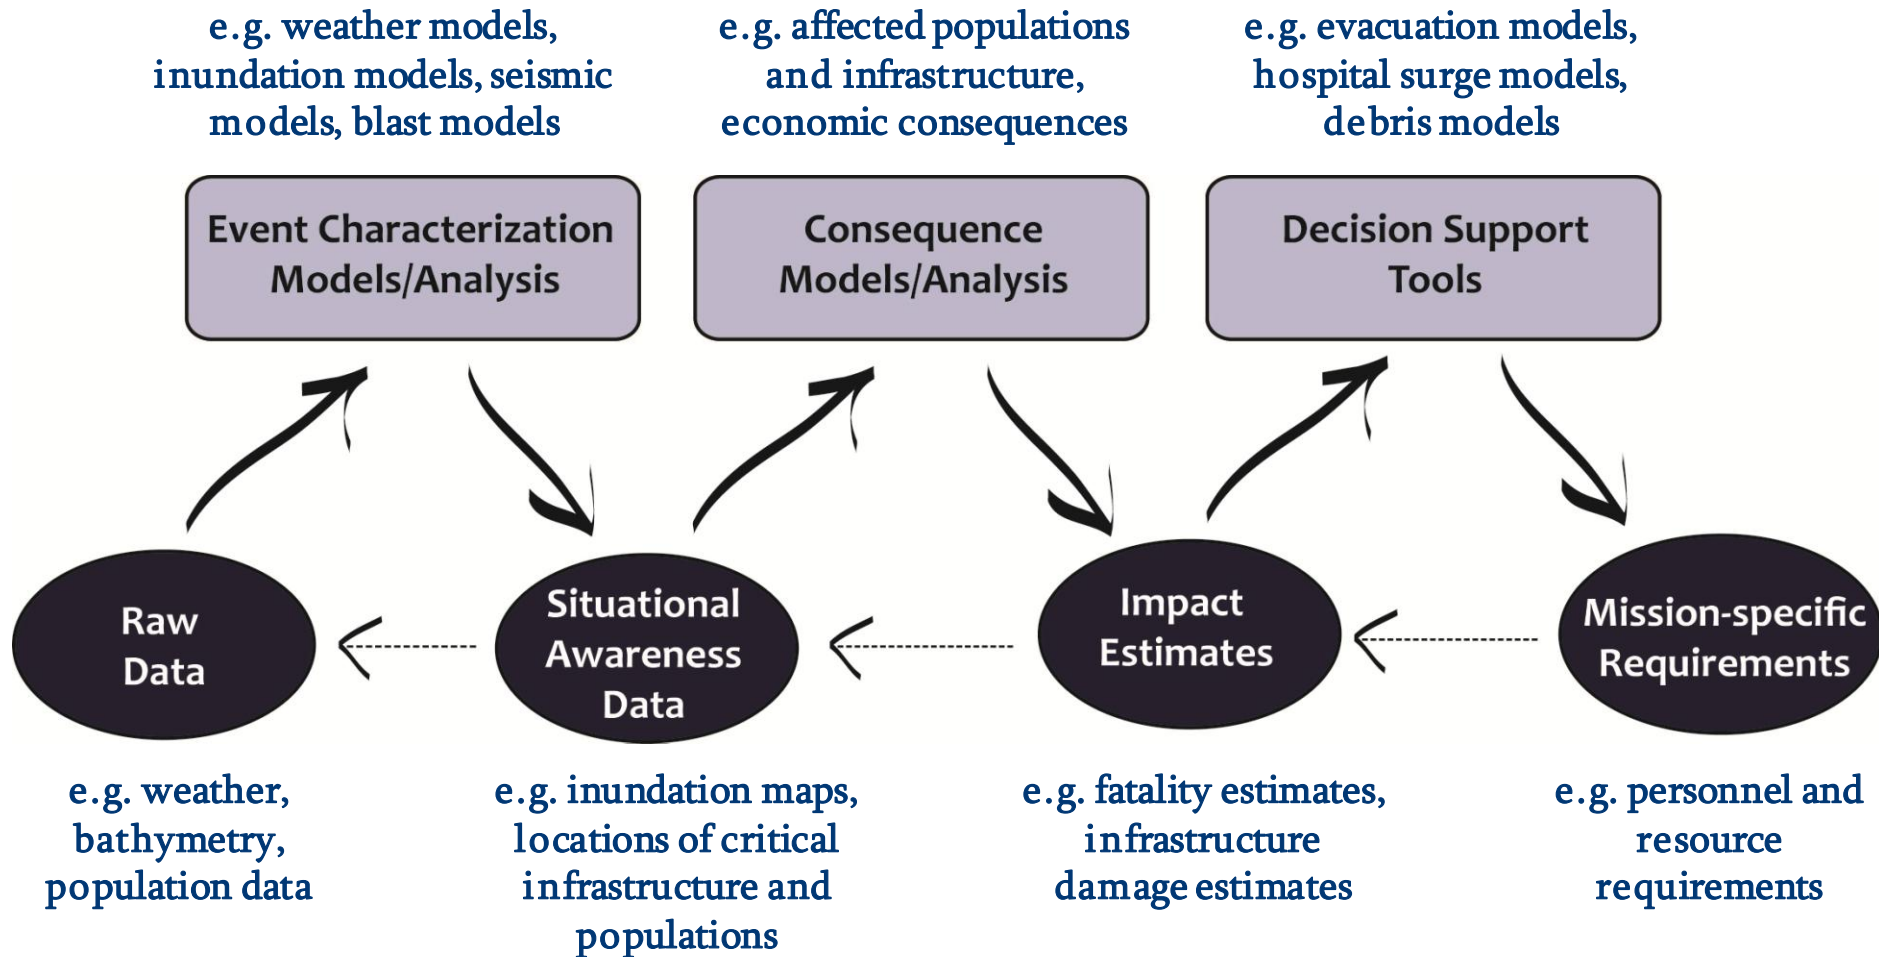 e.g. weather models,
inundation models, seismic
models, blast models
e.g. affected populations
and infrastructure,
economic consequences
e.g. evacuation models,
hospital surge models,
debris models
Event Characterization
Models/Analysis
Consequence
Models/Analysis
Decision Support
Tools
Raw
Data
Situational
Awareness
Data
Impact
Estimates
Mission-specific
Requirements
e.g. weather,
bathymetry,
population data
e.g. inundation maps,
locations of critical
infrastructure and
populations
e.g. fatality estimates,
infrastructure
damage estimates
e.g. personnel and
resource
requirements